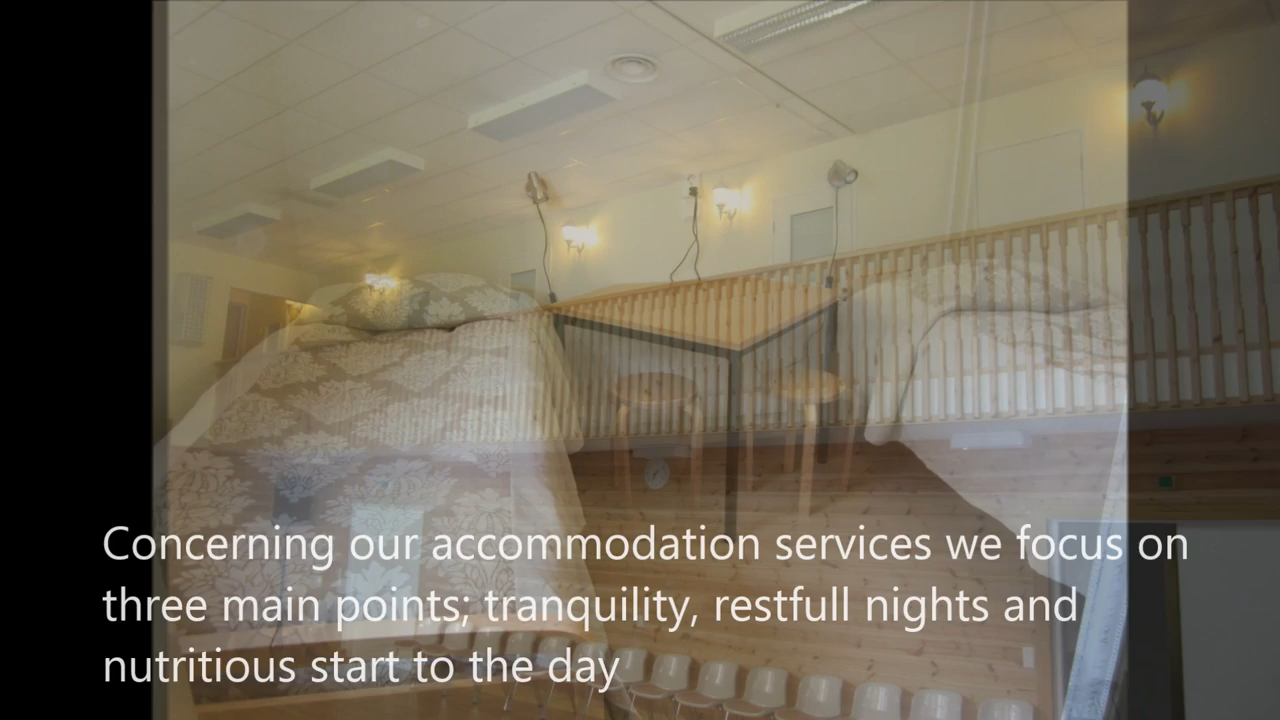 Concerning our accommodation services we focus on
three main points; tranquility, restfull nights and
nutritious start to the day